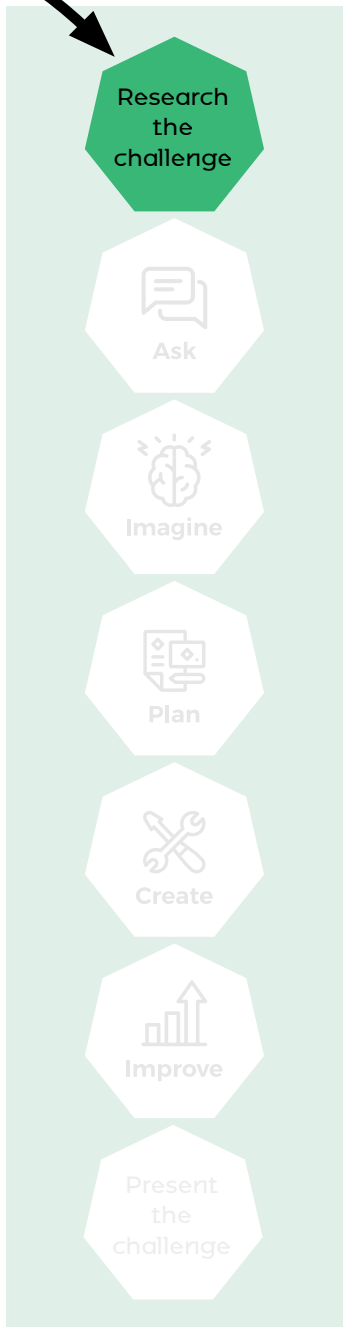 Research
the
challenge
Ask
Imagine
Plan
Create
Improve
Present
the
challenge